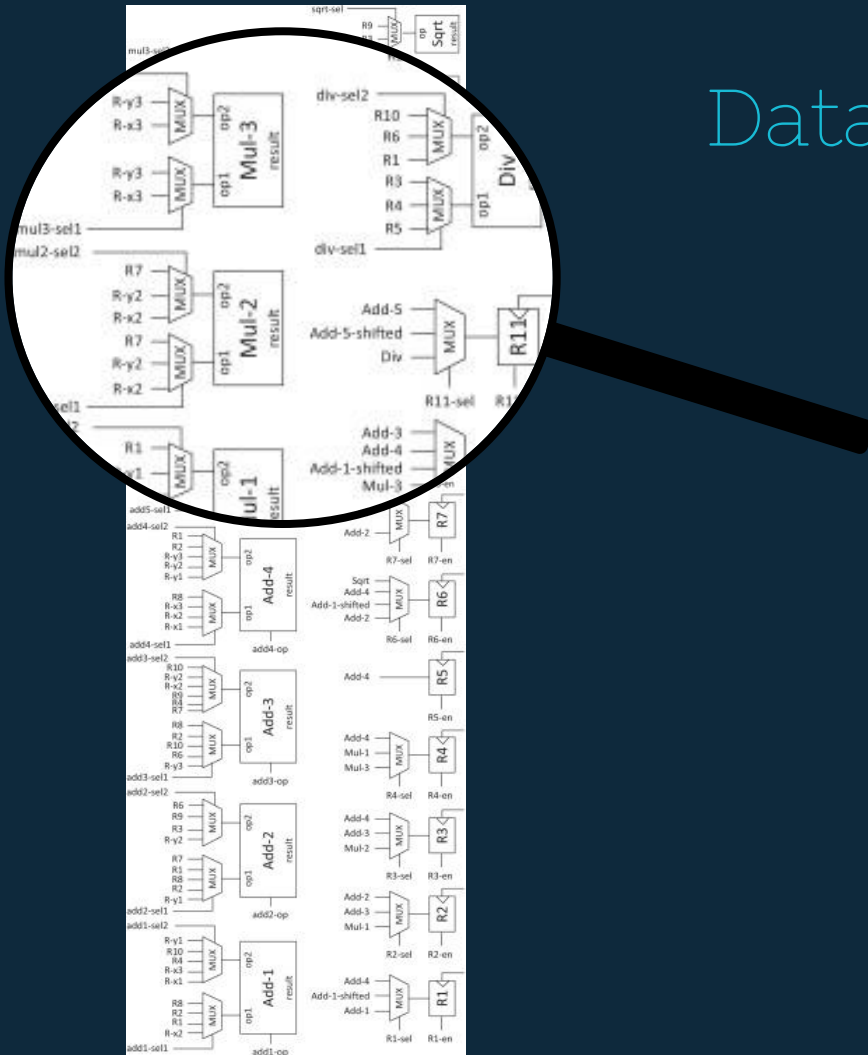 Data
sqrt-sel
R9
MUX
op
Sqrt
result
R-y3
R-x3
MUX
op2
R-y3
R-x3
MUX
op1
Mul-3
result
mul3-sel1
mul2-sel2
R7
R-y2
R-x2
MUX
op2
R7
R-y2
R-x2
MUX
op1
Mul-2
result
R1
MUX
op2
div-sel2
R10
R6
R1
MUX
op2
R3
R4
R5
MUX
op1
Div
div-sel1
Add-5
Add-5-shifted
Div
MUX
R11
R11-sel
Add-3
Add-4
Add-1-shifted
Mul-3
MUX
add5-sel1
add4-sel2
R1
R2
R-y3
R-y2
R-y1
MUX
op2
R8
R-x3
R-x2
R-x1
MUX
op1
Add-4
result
add4-sel1
add4-op
add3-sel2
R10
R-y2
R-x2
R9
R4
R7
MUX
op2
R8
R2
R10
R6
R-y3
MUX
op1
Add-3
result
add3-sel1
add3-op
add2-sel2
R6
R9
R3
R-y2
MUX
op2
R7
R1
R8
R2
R-y1
MUX
op1
Add-2
result
add2-sel1
add2-op
add1-sel2
R-y1
R10
R4
R-x3
R-x1
MUX
op2
R8
R2
R1
R-x2
MUX
op1
Add-1
result
add1-sel1
add1-op
Add-2
MUX
R7
R7-sel
R7-en
Sqrt
Add-4
Add-1-shifted
Add-2
MUX
R6
R6-sel
R6-en
Add-4
R5
R5-en
Add-4
Mul-1
Mul-3
MUX
R4
R4-sel
R4-en
Add-4
Add-3
Mul-2
MUX
R3
R3-sel
R3-en
Add-2
Add-3
Mul-1
MUX
R2
R2-sel
R2-en
Add-4
Add-1-shifted
Add-1
MUX
R1
R1-sel
R1-en